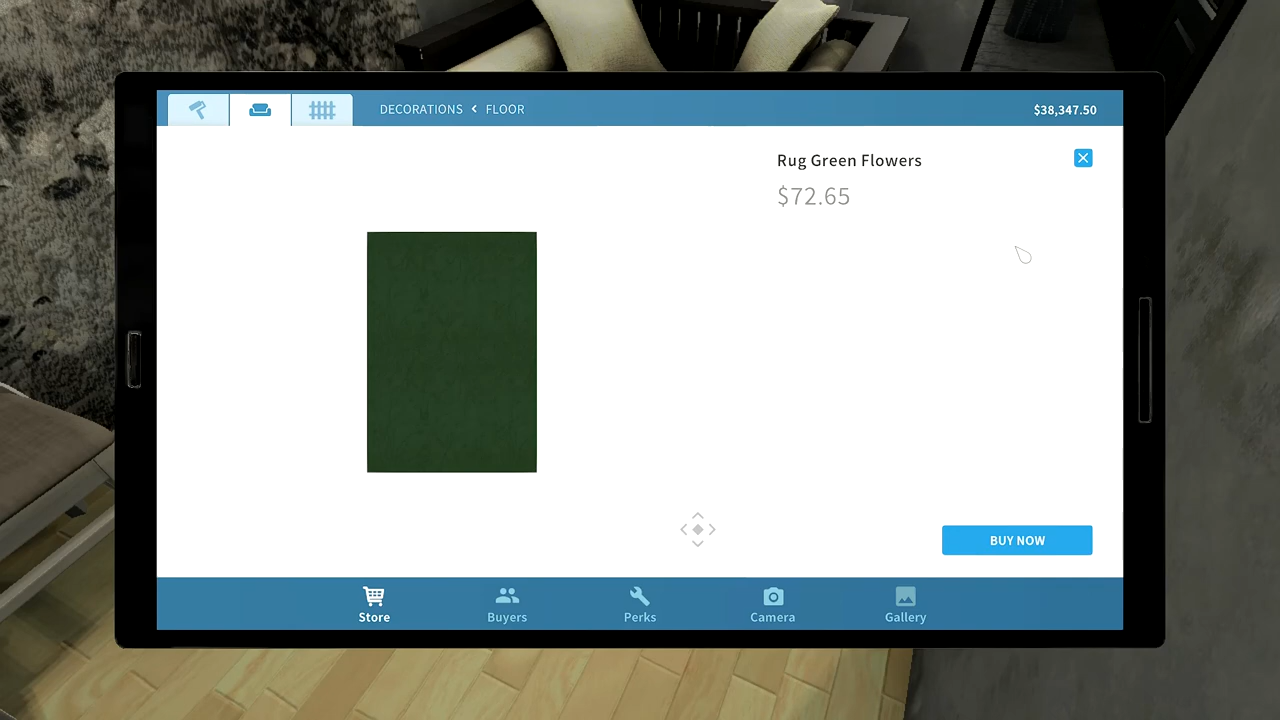 DECORATIONS < FLOOR
$38,347.50
Rug Green Flowers
$72.65
BUY NOW
Store
Buyers
Perks
Camera
Gallery